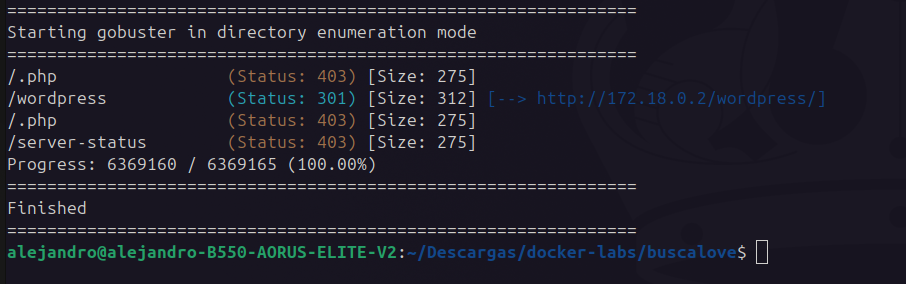 ===============================================================
Starting gobuster in directory enumeration mode
===============================================================
/.php                 (Status: 403) [Size: 275]
/wordpress            (Status: 301) [Size: 312] [--> http://172.18.0.2/wordpress/]
/.php                 (Status: 403) [Size: 275]
/server-status        (Status: 403) [Size: 275]
Progress: 6369160 / 6369165 (100.00%)
===============================================================
Finished
===============================================================
alejandro@alejandro-B550-AORUS-ELITE-V2:~/Descargas/docker-labs/buscalove$